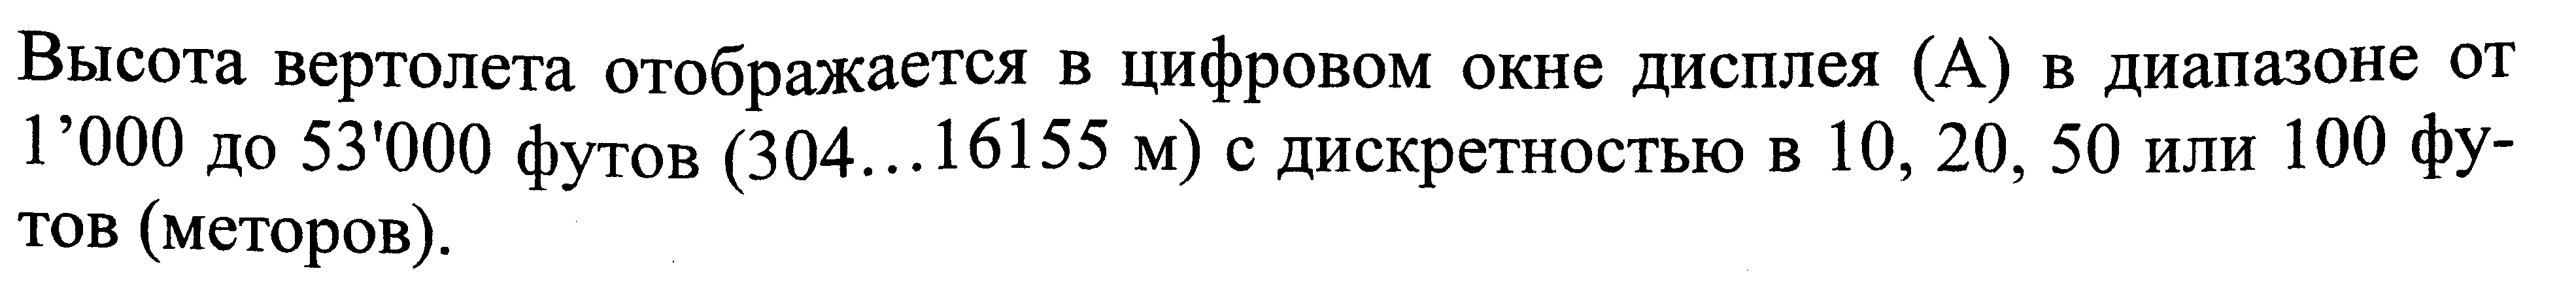 Высота вертолета отображается в цифровом окне дисплея (А) в диапазоне от
1’000 до 53'000 футов (304...16155 м) с дискретностью в 10, 20, 50 или 100 фу-
тов (меторов).